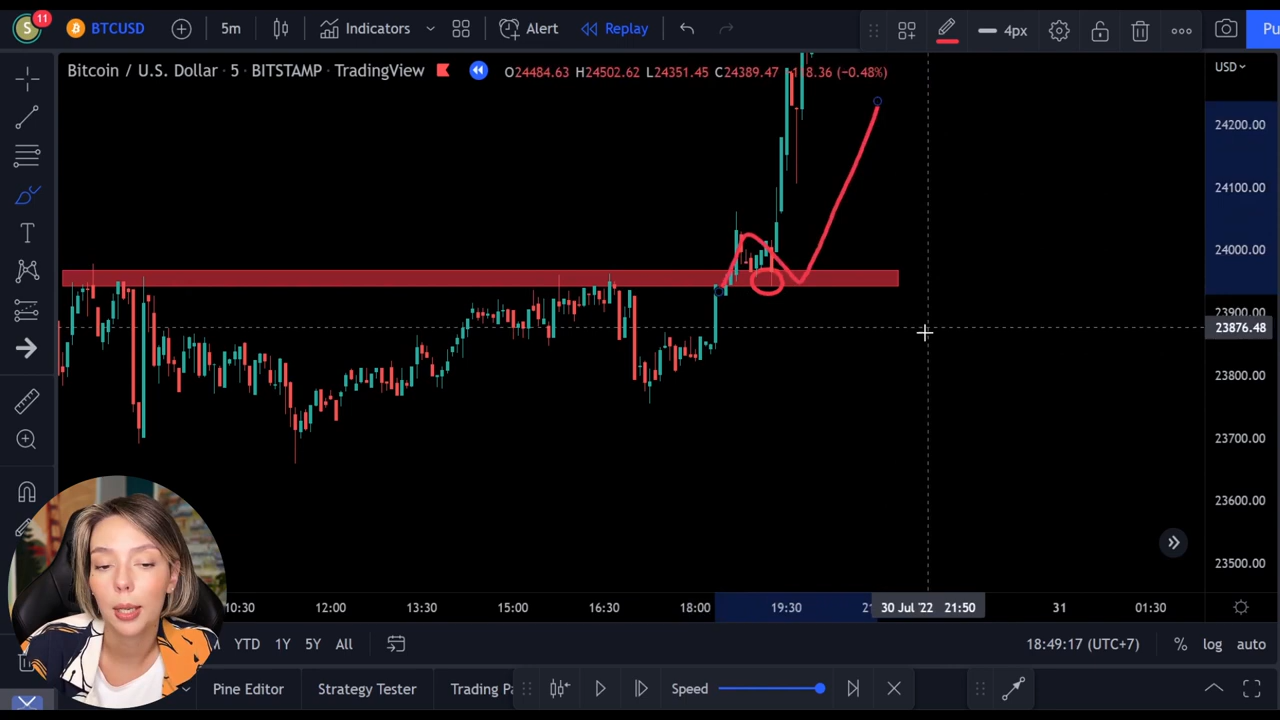 S 11 BTCUSD 5m Indicators Alert Replay 4px Pu
Bitcoin / U.S. Dollar · 5 · BITSTAMP · TradingView O24484.63 H24502.62 L24351.45 C24389.47 (−0.48%) USD
24200.00
24100.00
24000.00
23900.00
23876.48
23800.00
23700.00
23600.00
23500.00
10:30 12:00 13:30 15:00 16:30 18:00 19:30 30 Jul '22 21:50 31 01:30
YTD 1Y 5Y All 18:49:17 (UTC+7) % log auto
Pine Editor Strategy Tester Trading Pa Speed
T